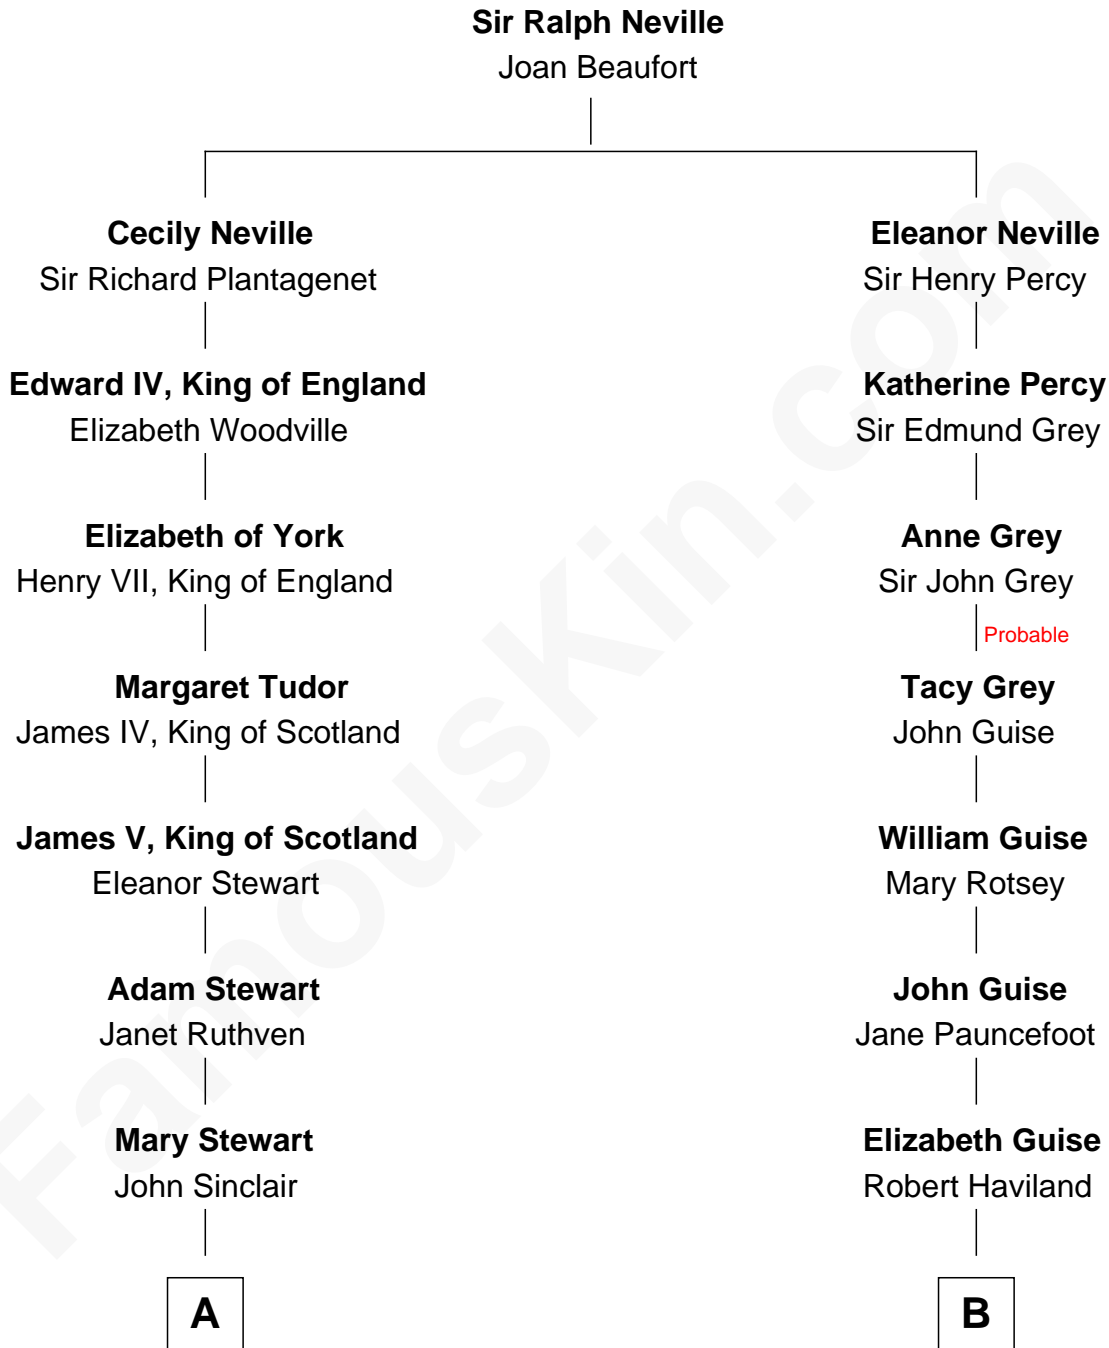 Sir Ralph Neville
Joan Beaufort
Cecily Neville
Sir Richard Plantagenet
Eleanor Neville
Sir Henry Percy
Edward IV, King of England
Elizabeth Woodville
Katherine Percy
Sir Edmund Grey
Elizabeth of York
Henry VII, King of England
Anne Grey
Sir John Grey
Probable
Margaret Tudor
James IV, King of Scotland
Tacy Grey
John Guise
James V, King of Scotland
Eleanor Stewart
William Guise
Mary Rotsey
Adam Stewart
Janet Ruthven
John Guise
Jane Pauncefoot
Mary Stewart
John Sinclair
Elizabeth Guise
Robert Haviland
A
B
FamousKin.com